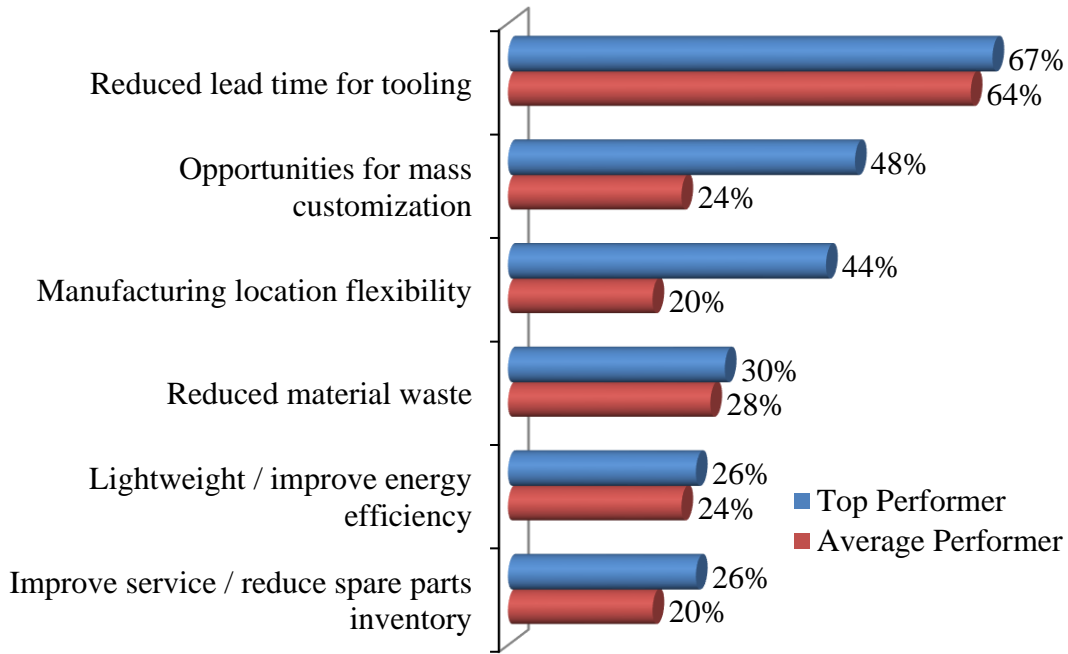 67%
Reduced lead time for tooling
64%
Opportunities for mass
customization
48%
24%
Manufacturing location flexibility
44%
20%
Reduced material waste
30%
28%
Lightweight / improve energy
efficiency
26%
24%
Top Performer
Average Performer
Improve service / reduce spare parts
inventory
26%
20%